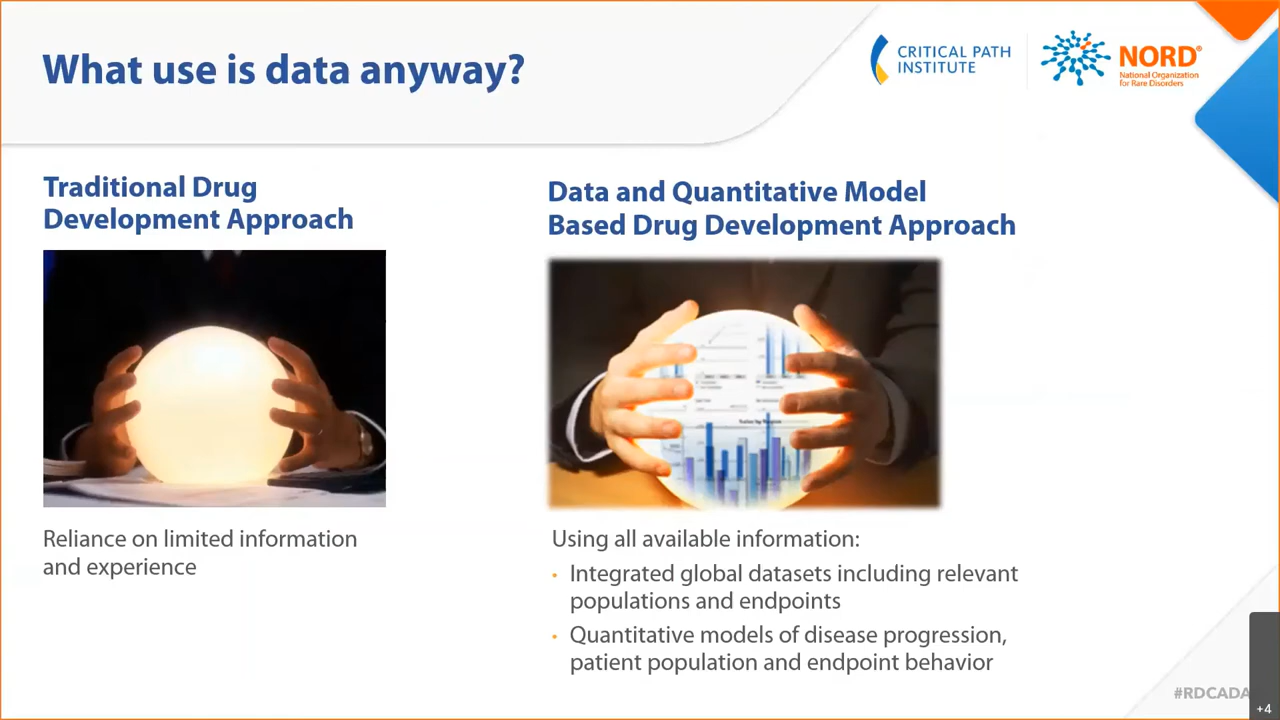 What use is data anyway?
CRITICAL PATH
INSTITUTE
NORD®
National Organization
for Rare Disorders
Traditional Drug
Development Approach
Data and Quantitative Model
Based Drug Development Approach
Reliance on limited information
and experience
Using all available information:
• Integrated global datasets including relevant
populations and endpoints
• Quantitative models of disease progression,
patient population and endpoint behavior
#RDCADA
+4